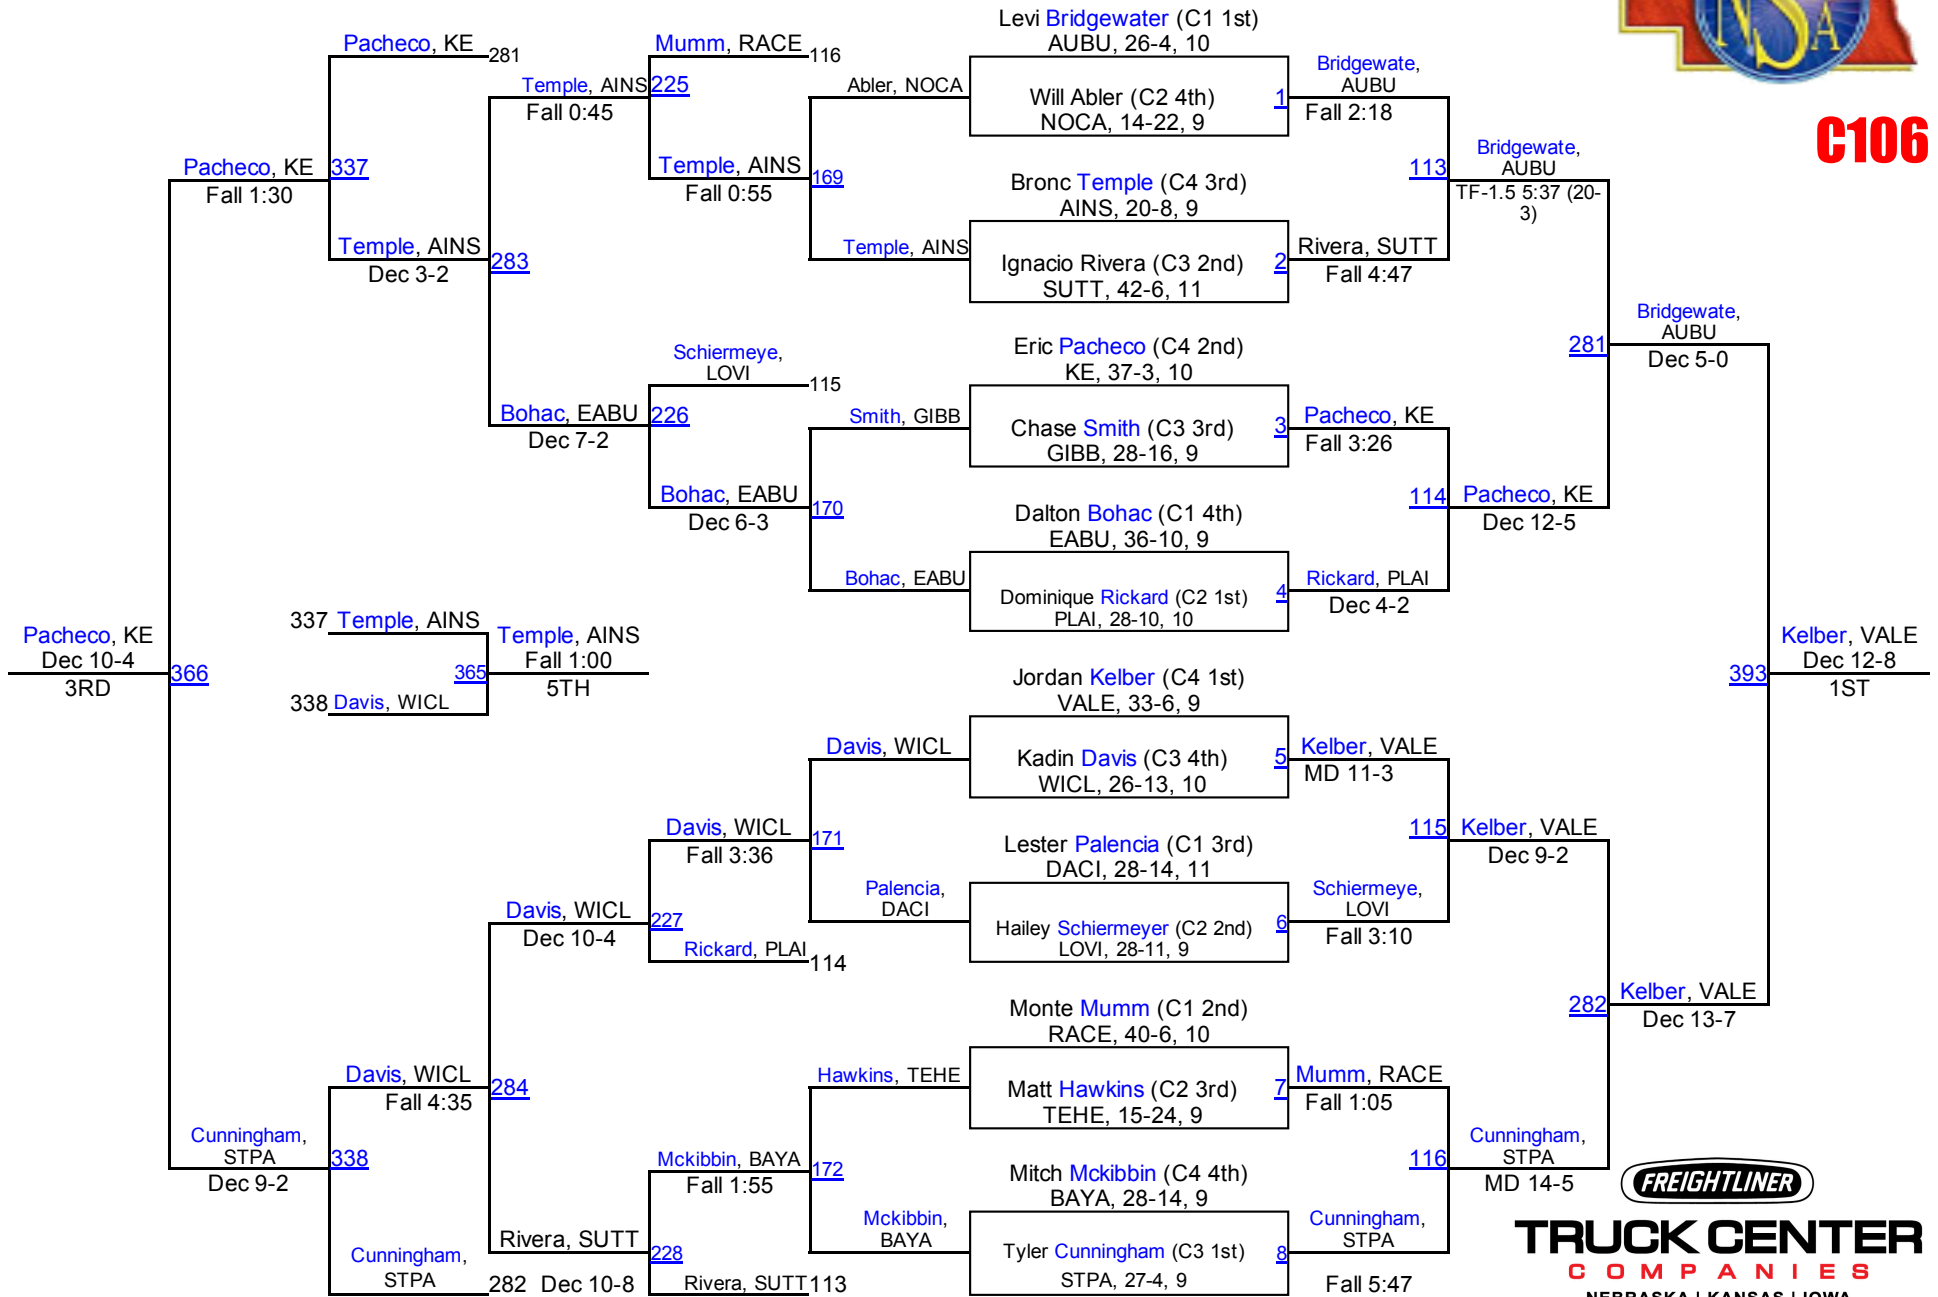 Levi Bridgewater (C1 1st)
AUBU, 26-4, 10
Will Abler (C2 4th)
NOCA, 14-22, 9
1
Bronc Temple (C4 3rd)
AINS, 20-8, 9
Ignacio Rivera (C3 2nd)
SUTT, 42-6, 11
2
Eric Pacheco (C4 2nd)
KE, 37-3, 10
Chase Smith (C3 3rd)
GIBB, 28-16, 9
3
Dalton Bohac (C1 4th)
EABU, 36-10, 9
Dominique Rickard (C2 1st)
PLAI, 28-10, 10
4
Jordan Kelber (C4 1st)
VALE, 33-6, 9
Kadin Davis (C3 4th)
WICL, 26-13, 10
5
Lester Palencia (C1 3rd)
DACI, 28-14, 11
Hailey Schiermeyer (C2 2nd)
LOVI, 28-11, 9
6
Monte Mumm (C1 2nd)
RACE, 40-6, 10
Matt Hawkins (C2 3rd)
TEHE, 15-24, 9
7
Mitch Mckibbin (C4 4th)
BAYA, 28-14, 9
Tyler Cunningham (C3 1st)
STPA, 27-4, 9
8
Bridgewate,
AUBU
Fall 2:18
113
Rivera, SUTT
Fall 4:47
Pacheco, KE
Fall 3:26
114
Rickard, PLAI
Dec 4-2
Kelber, VALE
MD 11-3
115
Schiermeye,
LOVI
Fall 3:10
Mumm, RACE
Fall 1:05
116
Cunningham,
STPA
Fall 5:47
Bridgewate,
AUBU
TF-1.5 5:37 (20-
3)
281
Pacheco, KE
Dec 12-5
Kelber, VALE
Dec 9-2
282
Cunningham,
STPA
MD 14-5
Bridgewate,
AUBU
Dec 5-0
393
Kelber, VALE
Dec 13-7
Kelber, VALE
Dec 12-8
1ST
Abler, NOCA
169
Temple, AINS
Smith, GIBB
170
Bohac, EABU
Davis, WICL
171
Palencia,
DACI
Hawkins, TEHE
172
Mckibbin,
BAYA
Mumm, RACE
116
225
Temple, AINS
Fall 0:55
Schiermeye,
LOVI
115
226
Bohac, EABU
Dec 6-3
Davis, WICL
Fall 3:36
227
Rickard, PLAI
114
Mckibbin, BAYA
Fall 1:55
228
Rivera, SUTT
113
Temple, AINS
Fall 0:45
283
Bohac, EABU
Dec 7-2
Davis, WICL
Dec 10-4
284
Rivera, SUTT
Dec 10-8
Pacheco, KE
281
337
Temple, AINS
Dec 3-2
Davis, WICL
Fall 4:35
338
Cunningham,
STPA
282
Pacheco, KE
Fall 1:30
366
Cunningham,
STPA
Dec 9-2
Pacheco, KE
Dec 10-4
3RD
337 Temple, AINS
365
338 Davis, WICL
Temple, AINS
Fall 1:00
5TH
NSA
C106
FREIGHTLINER
TRUCK CENTER
COMPANIES
NEBRASKA | KANSAS | IOWA